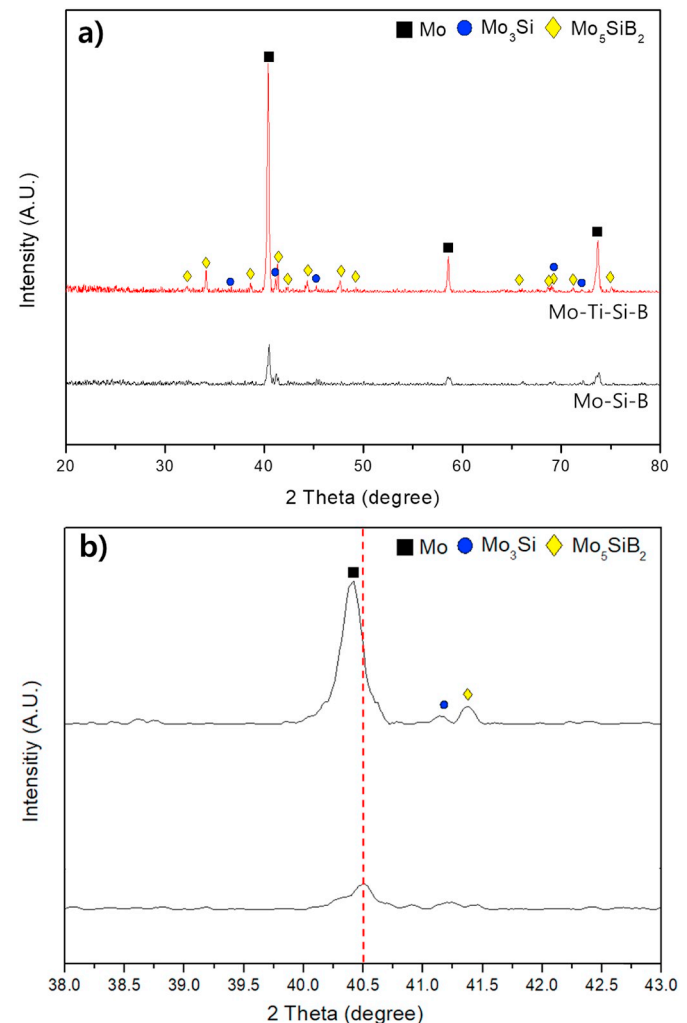 a)
Mo Mo3Si Mo5SiB2
Intensity (A.U.)
Mo-Ti-Si-B
Mo-Si-B
20 30 40 50 60 70 80
2 Theta (degree)
b)
Mo Mo3Si Mo5SiB2
Intensitiy (A.U.)
38.0 38.5 39.0 39.5 40.0 40.5 41.0 41.5 42.0 42.5 43.0
2 Theta (degree)